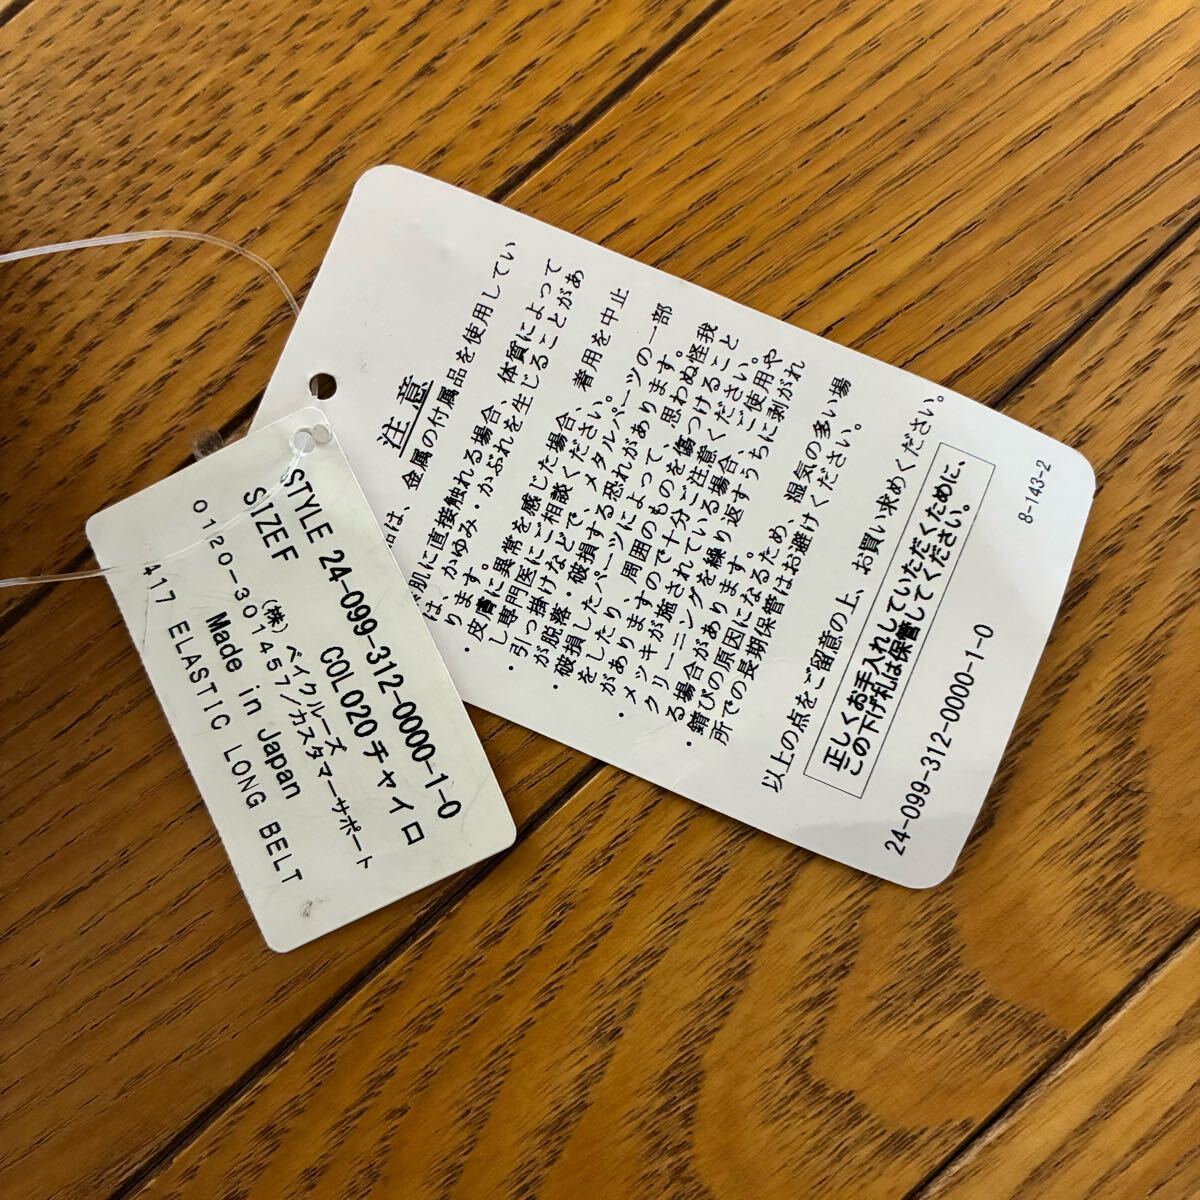 STYLE 24-099-312-0000-1-0
SIZE F COL 020 チャイロ
(株)ベイクルーズ
0120-301457/カスタマーサポート
Made in Japan
417 ELASTIC LONG BELT
注意
品は、金属の付属品を使用してい
肌に直接触れる場合、体質によって
は、かゆみ・かぶれを生じることがあ
ります。
・皮膚に異常を感じた場合、着用を中止
し専門医にご相談ください。
・引っ掛けなどで、メタルパーツの一部
が脱落・破損する恐れがあります。
・破損したパーツによって、思わぬ怪我
をしたり、周囲のものを傷つけること
がありますので十分ご注意ください。
・メッキが施されている場合、ご使用や
クリーニングを繰り返すうちに剥がれ
る場合があります。
・錆びの原因になるため、湿気の多い場
所での長期保管はお避けください。
以上の点をご留意の上、お買い求めください。
正しくお手入れしていただくために、
この下げ札は保管してください。
24-099-312-0000-1-0
8-143-2